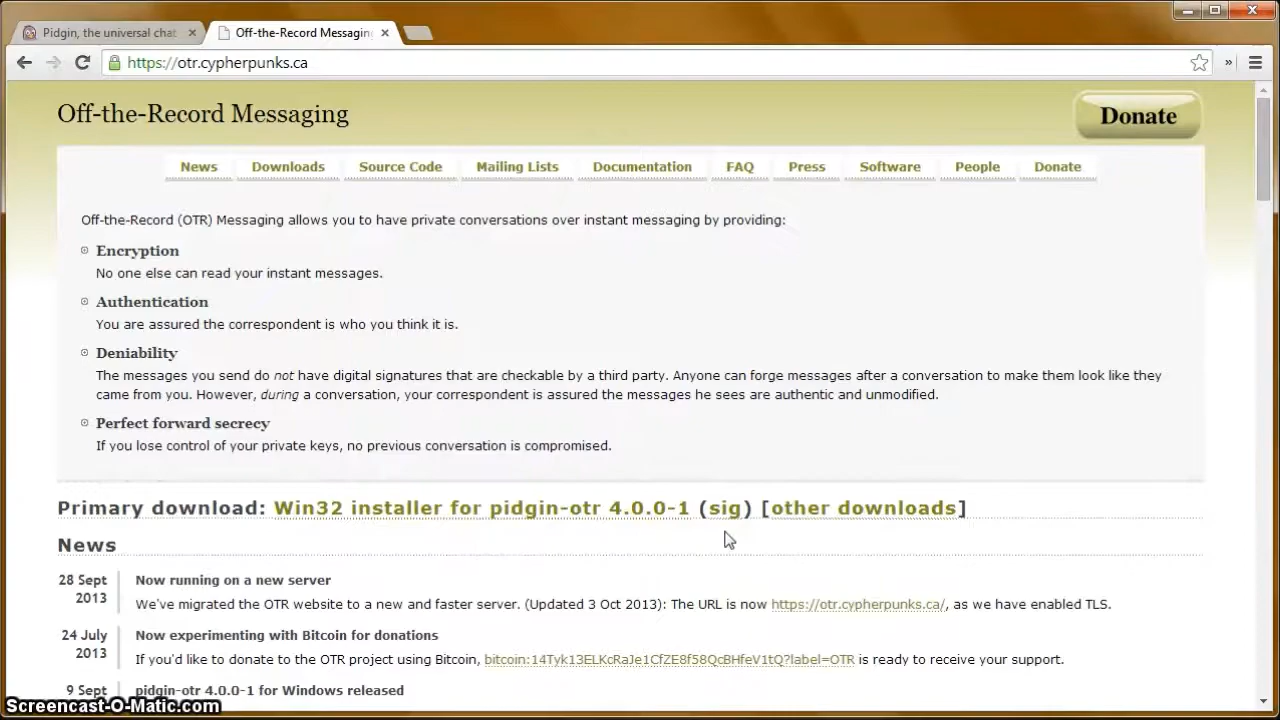 Pidgin, the universal chat
Off-the-Record Messaging
https://otr.cypherpunks.ca
Off-the-Record Messaging
Donate
News Downloads Source Code Mailing Lists Documentation FAQ Press Software People Donate
Off-the-Record (OTR) Messaging allows you to have private conversations over instant messaging by providing:
Encryption
No one else can read your instant messages.
Authentication
You are assured the correspondent is who you think it is.
Deniability
The messages you send do not have digital signatures that are checkable by a third party. Anyone can forge messages after a conversation to make them look like they
came from you. However, during a conversation, your correspondent is assured the messages he sees are authentic and unmodified.
Perfect forward secrecy
If you lose control of your private keys, no previous conversation is compromised.
Primary download: Win32 installer for pidgin-otr 4.0.0-1 (sig) [other downloads]
News
28 Sept
2013
Now running on a new server
We've migrated the OTR website to a new and faster server. (Updated 3 Oct 2013): The URL is now https://otr.cypherpunks.ca/, as we have enabled TLS.
24 July
2013
Now experimenting with Bitcoin for donations
If you'd like to donate to the OTR project using Bitcoin, bitcoin:14Tyk13ELKcRaJe1CfZE8f58QcBHfeV1tQ?label=OTR is ready to receive your support.
9 Sept
pidgin-otr 4.0.0-1 for Windows released
Screencast-O-Matic.com